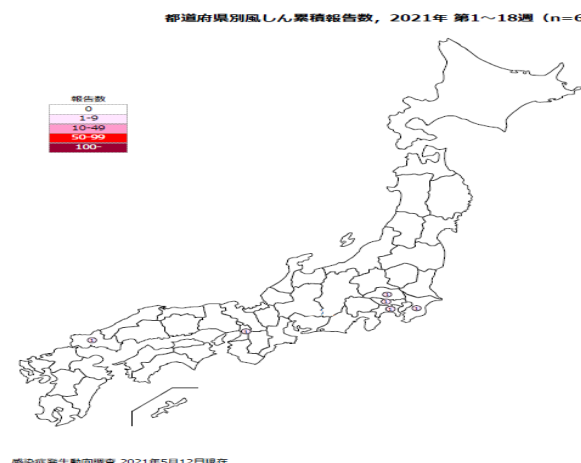 都道府県別風しん累積報告数, 2021年 第1～18週 (n=6
報告数
0
1-9
10-49
50-99
100-
感染症発生動向調査 2021年5月12日現在